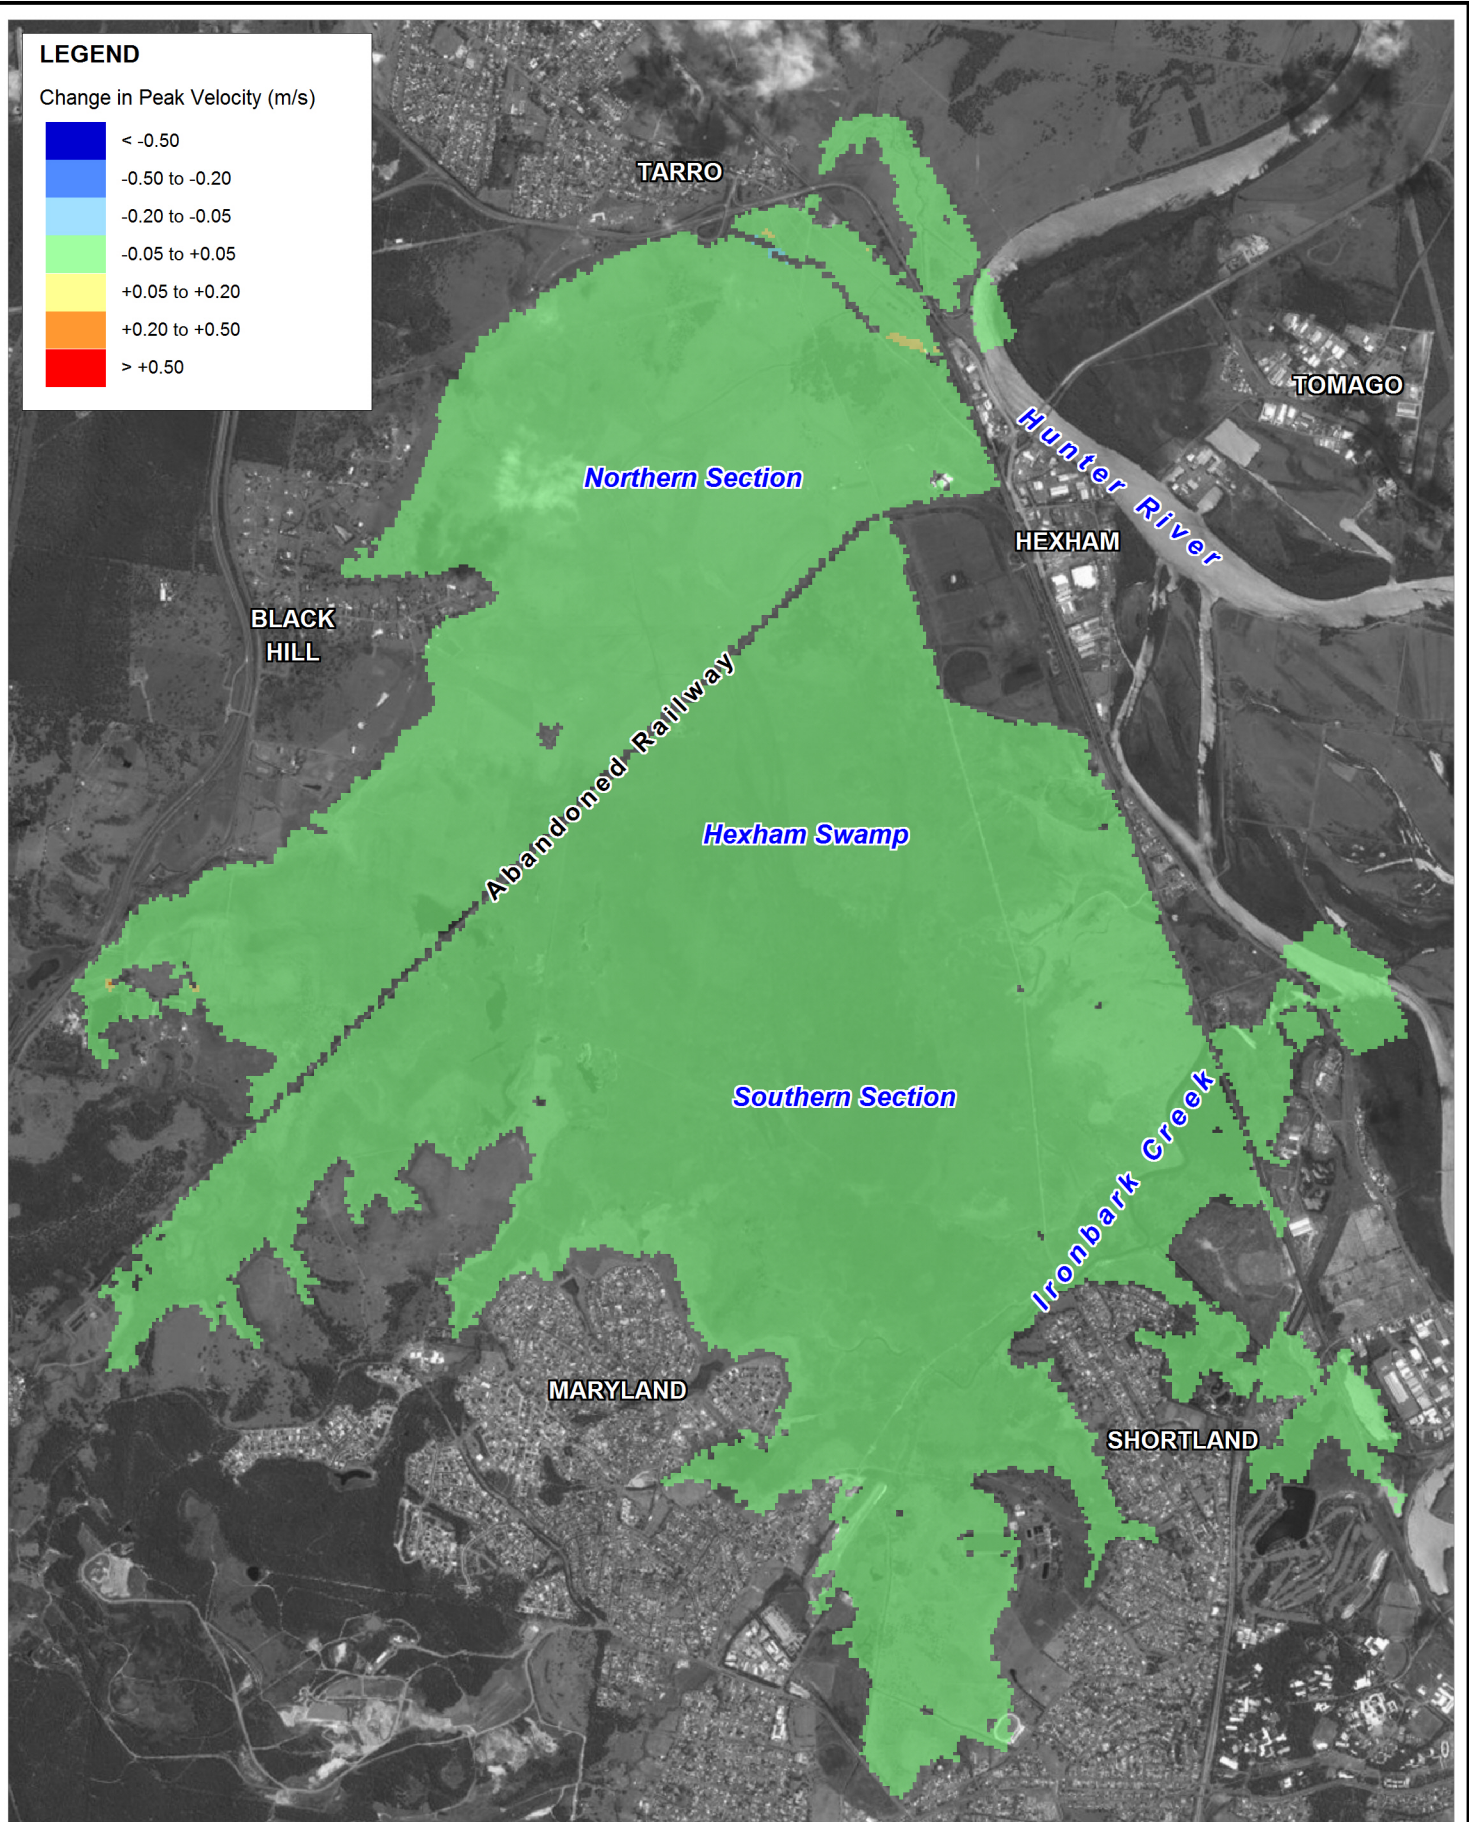 LEGEND
Change in Peak Velocity (m/s)
< -0.50
-0.50 to -0.20
-0.20 to -0.05
-0.05 to +0.05
+0.05 to +0.20
+0.20 to +0.50
> +0.50
TARRO
TOMAGO
Hunter River
Northern Section
HEXHAM
BLACK
HILL
Abandoned Railway
Hexham Swamp
Southern Section
Ironbark Creek
MARYLAND
SHORTLAND